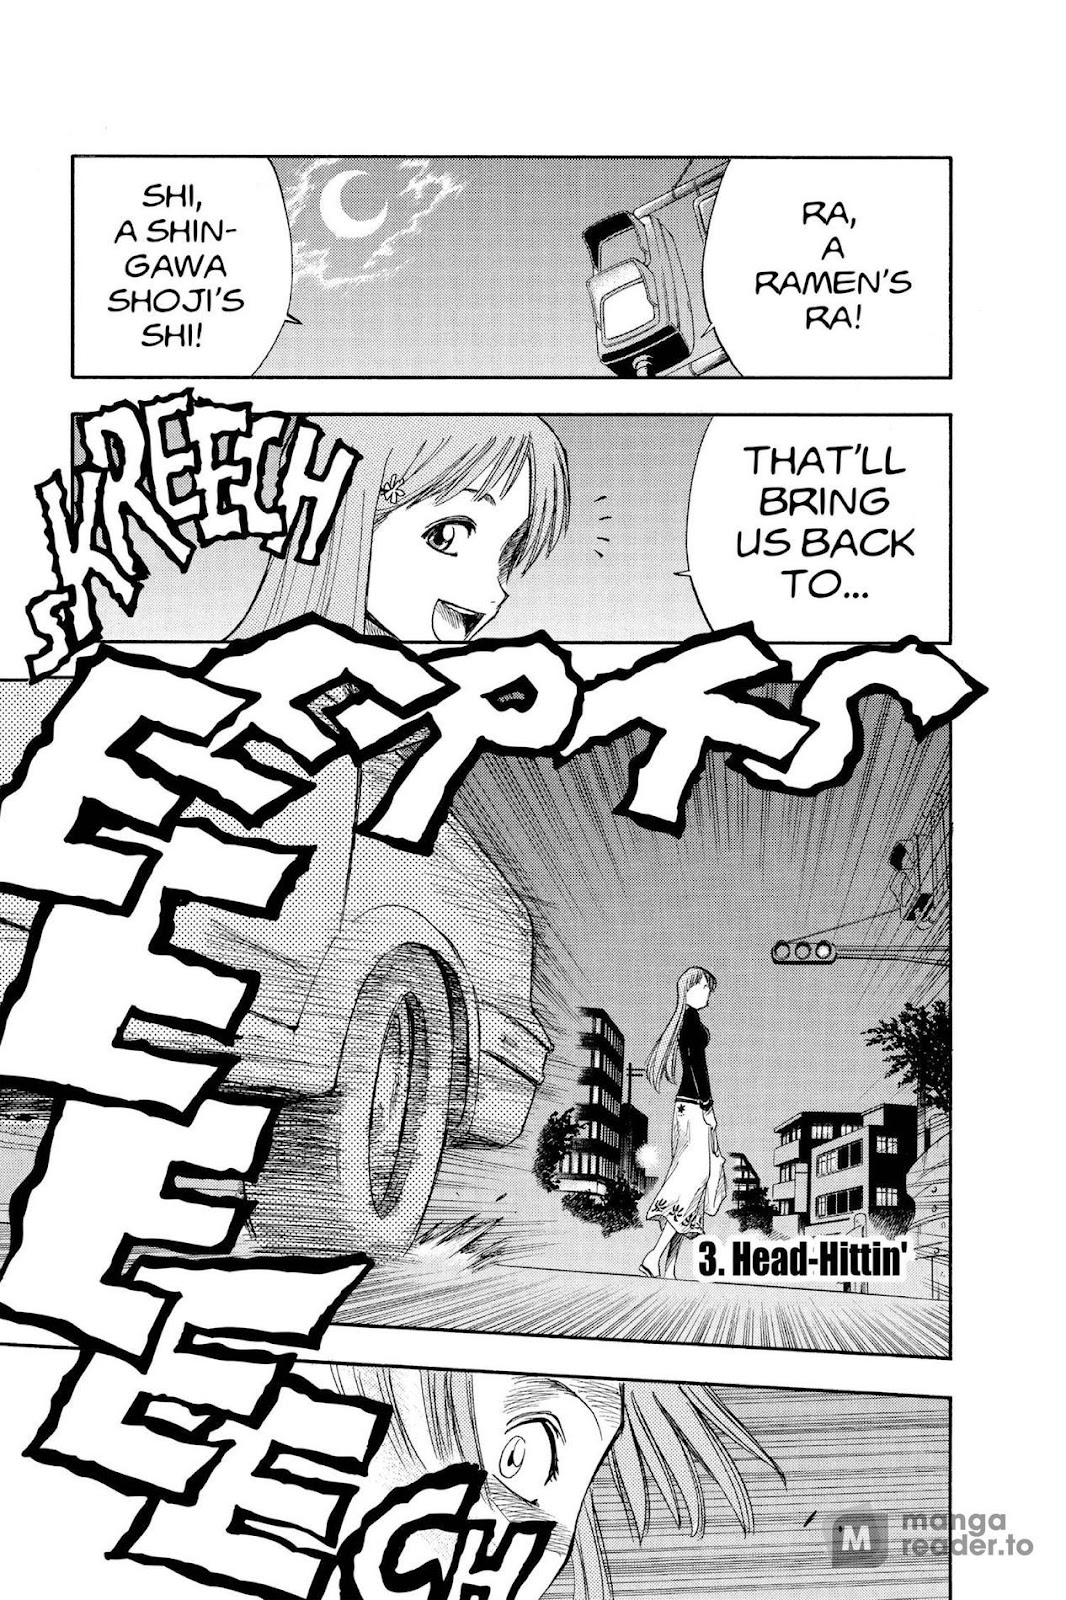 RA,
A
RAMEN'S
RA!
SHI,
A SHIN-
GAWA
SHOJI'S
SHI!
THAT'LL
BRING
US BACK
TO...
SKREECH
3. Head-Hittin'
M manga
reader.to